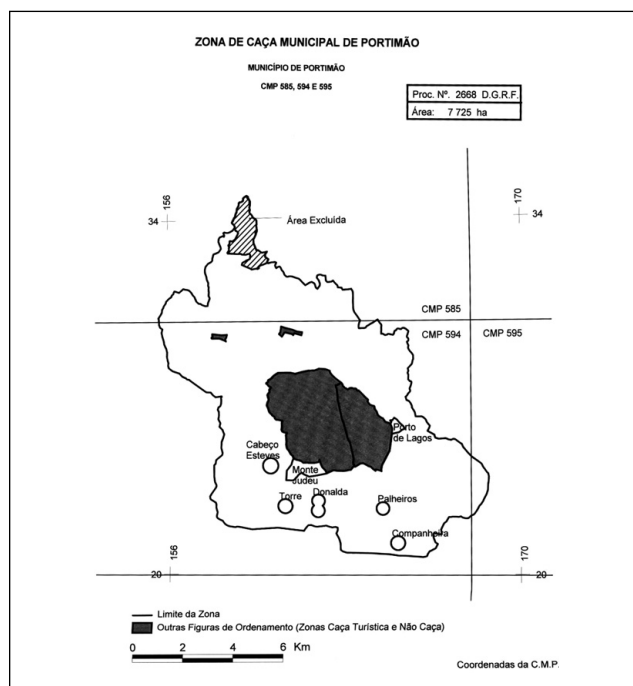 ZONA DE CAÇA MUNICIPAL DE PORTIMÃO
MUNICÍPIO DE PORTIMÃO
CMP 585, 594 E 595
Proc. Nº. 2668 D.G.R.F.
Área: 7 725 ha
156
170
34
34
Área Excluída
CMP 585
CMP 594
CMP 595
Porto
de Lagos
Cabeço
Esteves
Monte
Judeu
Torre
Donalda
Palheiros
Companheira
156
170
20
20
Limite da Zona
Outras Figuras de Ordenamento (Zonas Caça Turística e Não Caça)
0 2 4 6 Km
Coordenadas da C.M.P.